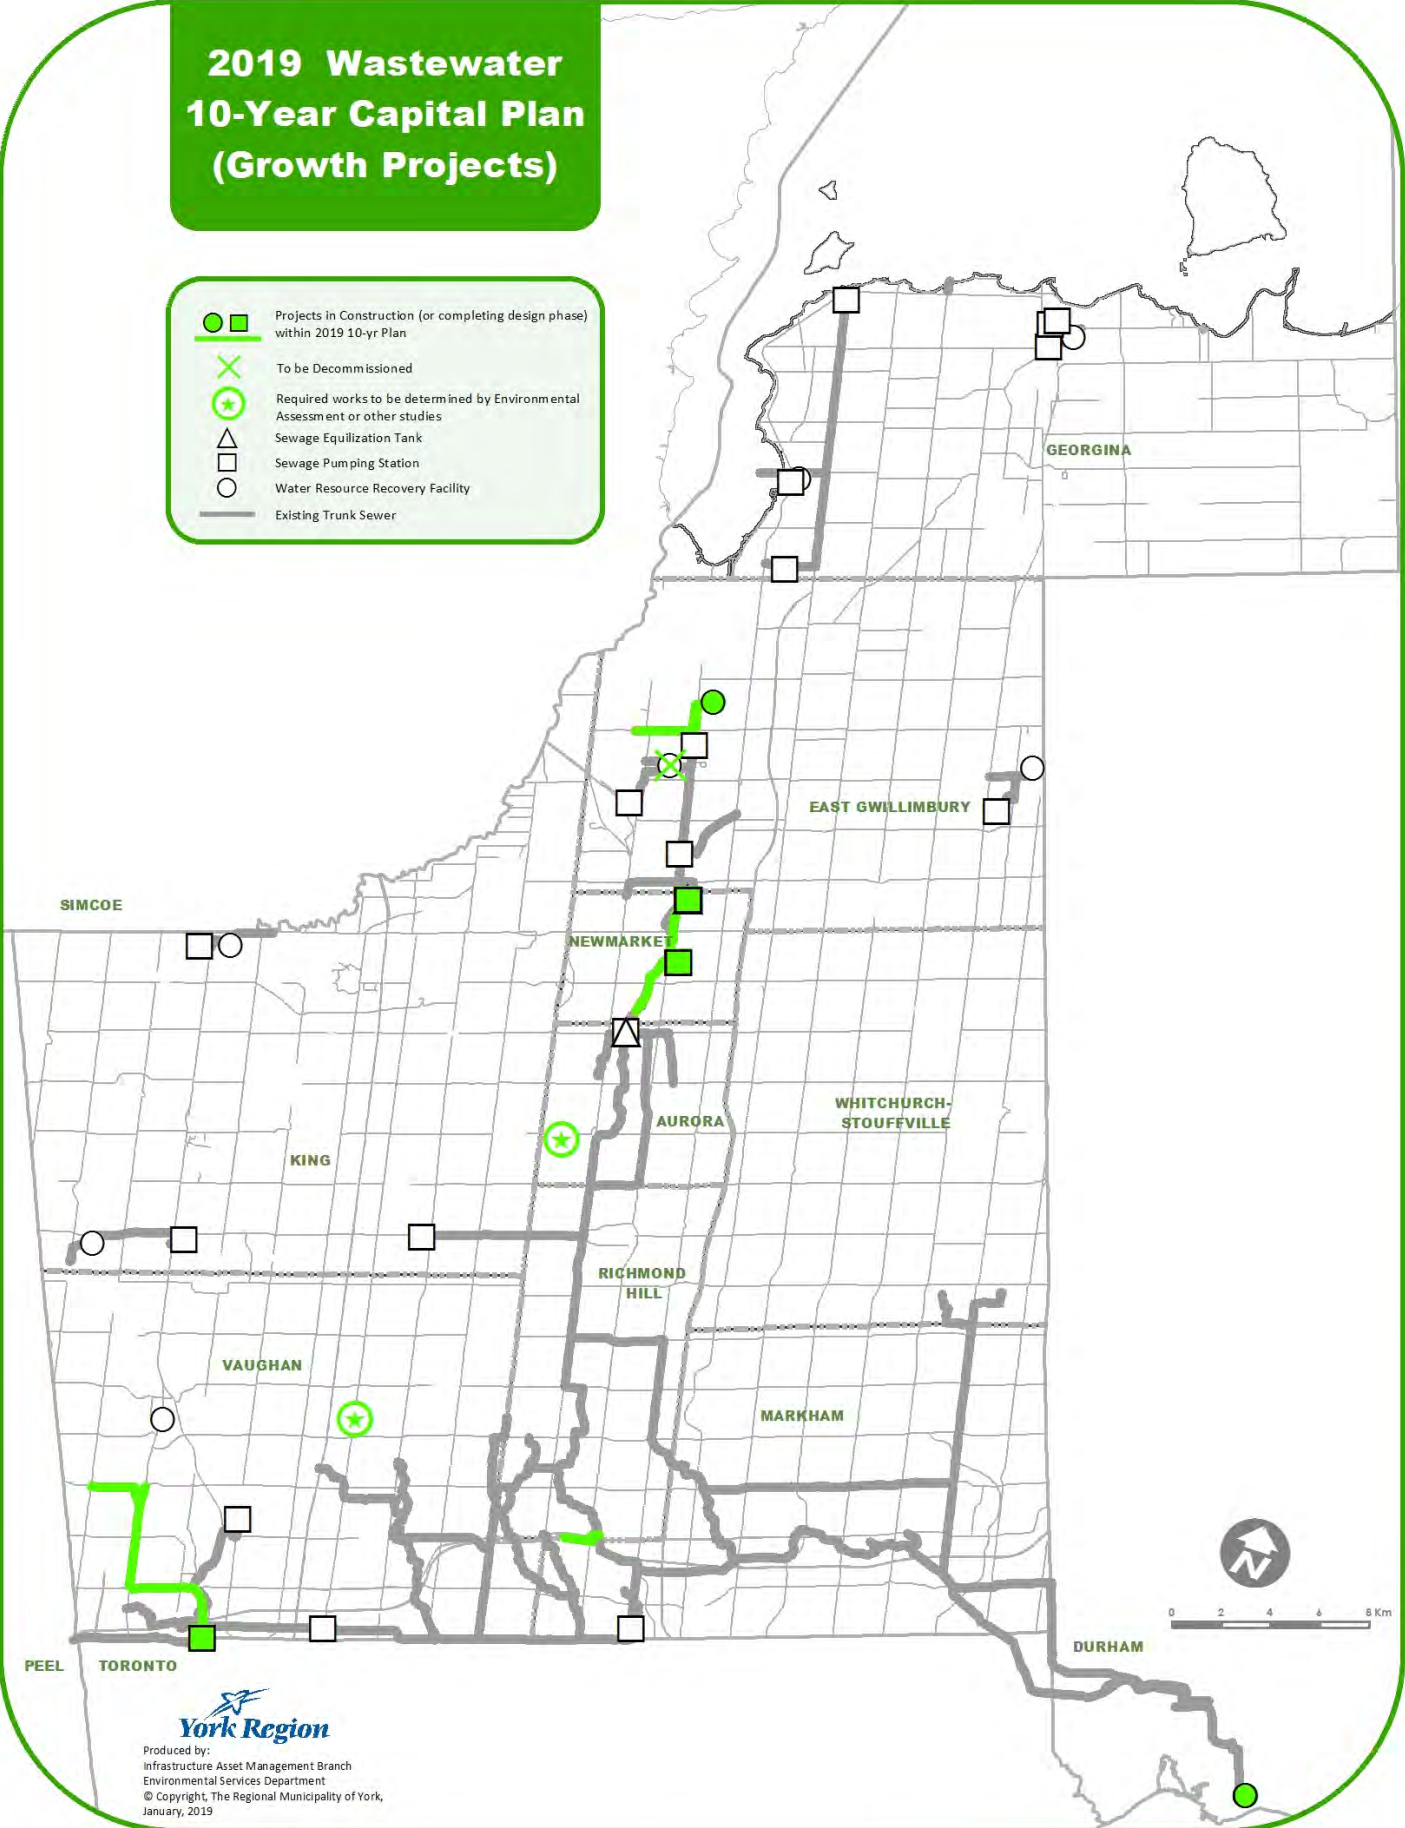 2019 Wastewater
10-Year Capital Plan
(Growth Projects)
Projects in Construction (or completing design phase)
within 2019 10-yr Plan
To be Decommissioned
Required works to be determined by Environmental
Assessment or other studies
Sewage Equilization Tank
Sewage Pumping Station
Water Resource Recovery Facility
Existing Trunk Sewer
GEORGINA
EAST GWILLIMBURY
SIMCOE
NEWMARKET
WHITCHURCH-
STOUFFVILLE
AURORA
KING
RICHMOND
HILL
VAUGHAN
MARKHAM
N
0 2 4 6 8 Km
DURHAM
PEEL TORONTO
York Region
Produced by:
Infrastructure Asset Management Branch
Environmental Services Department
© Copyright, The Regional Municipality of York,
January, 2019